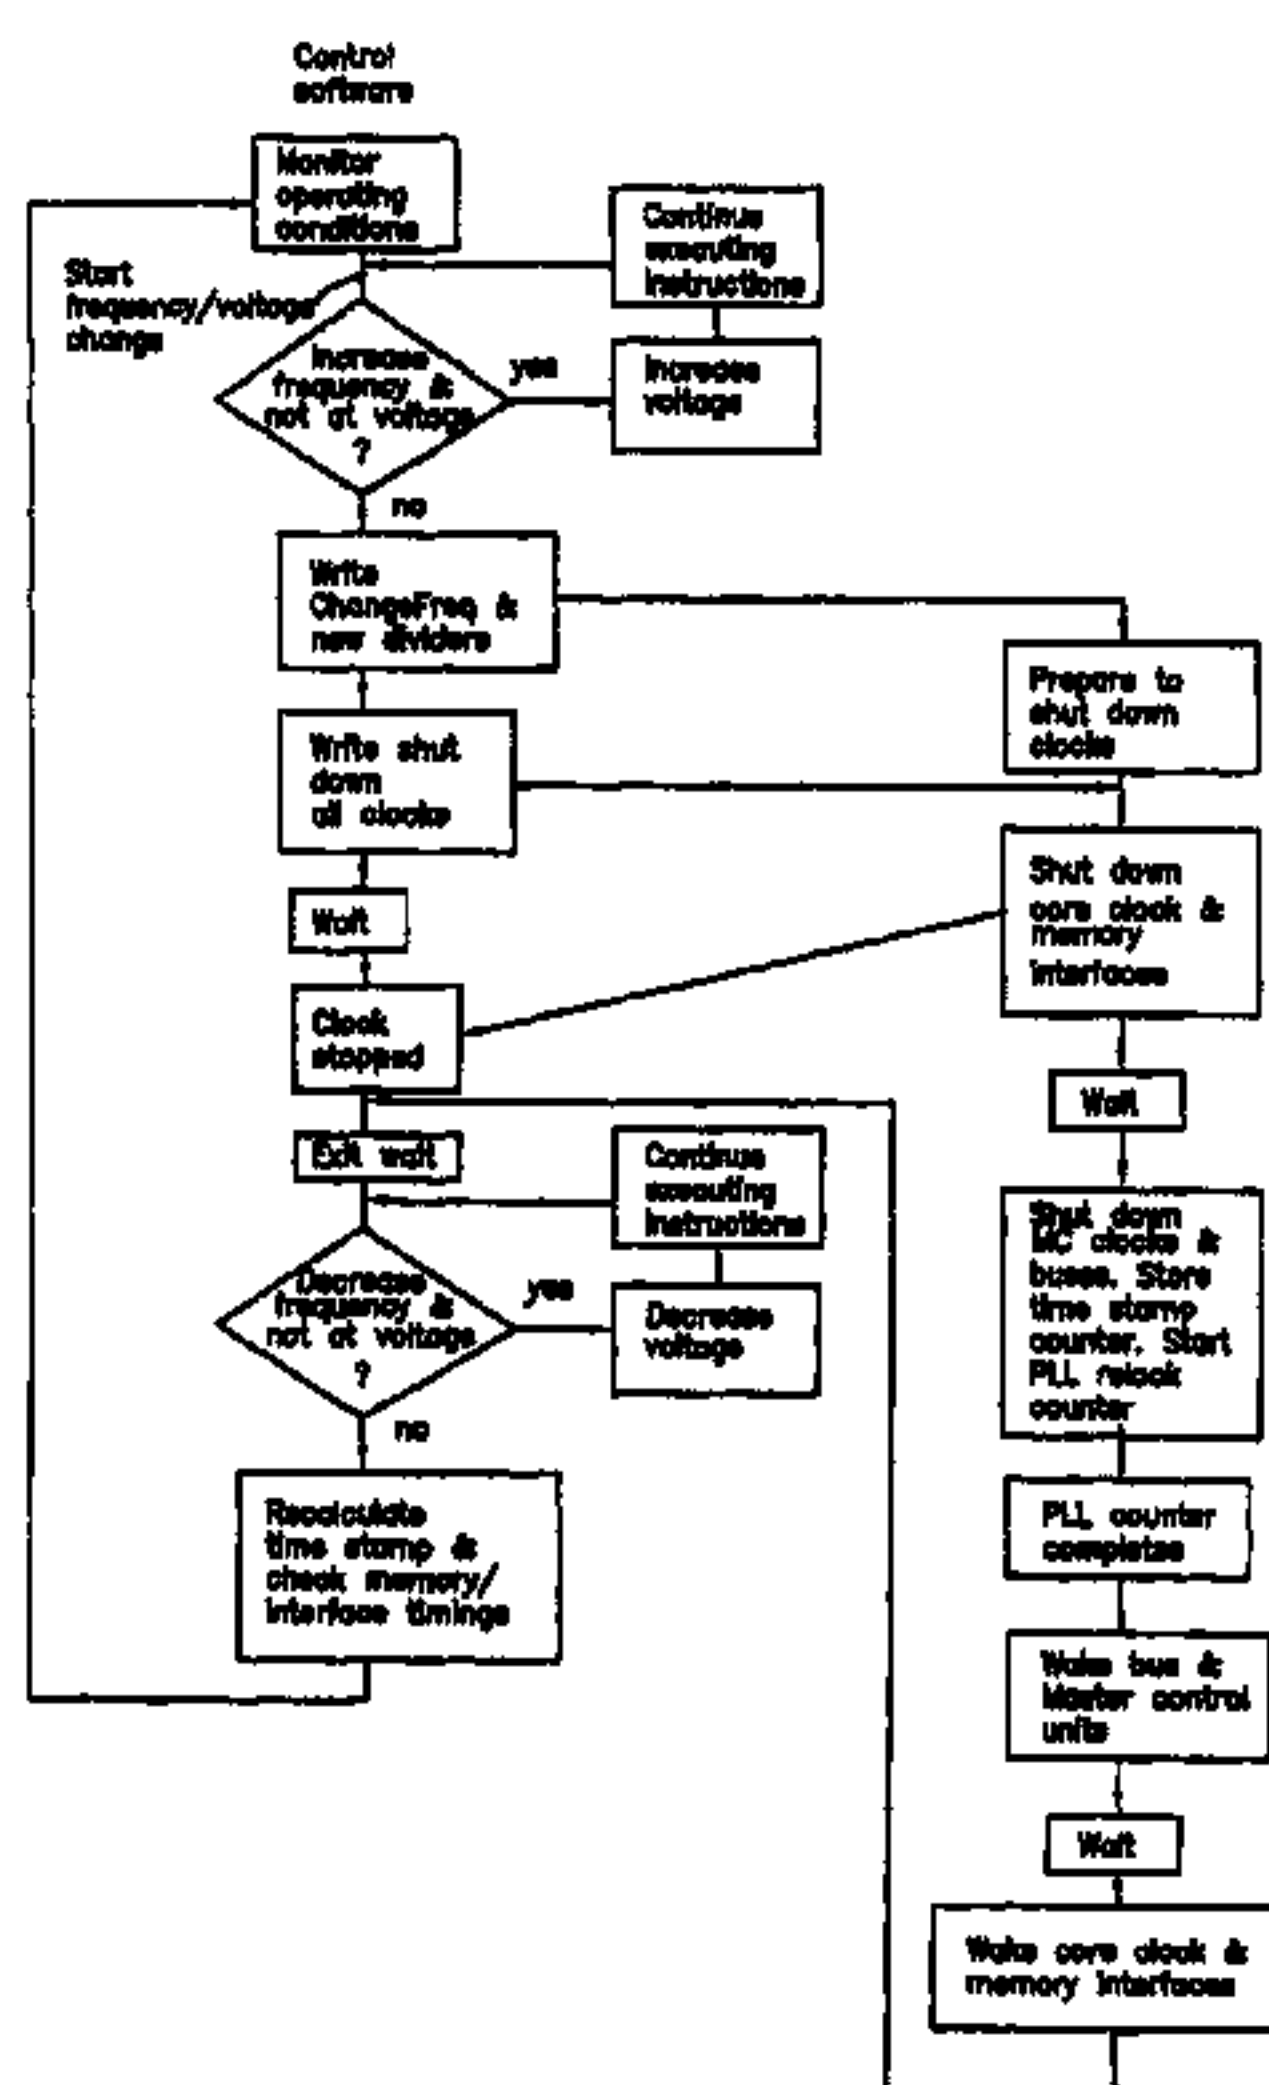 Control
software
Monitor
operating
conditions
Continue
executing
instructions
Start
frequency/voltage
change
Increase
frequency &
not at voltage
?
yes
Increase
voltage
no
Write
ChangeFreq &
new dividers
Prepare to
shut down
clocks
Write shut
down
all clocks
Shut down
core clock &
memory
interfaces
Wait
Clock
stopped
Wait
Exit wait
Continue
executing
instructions
Shut down
MC clocks &
buses. Store
time stamp
counter. Start
PLL relock
counter
Decrease
frequency &
not at voltage
?
yes
Decrease
voltage
no
Recalculate
time stamp &
check memory/
interface timings
PLL counter
completes
Wake bus &
Master control
units
Wait
Wake core clock &
memory interfaces